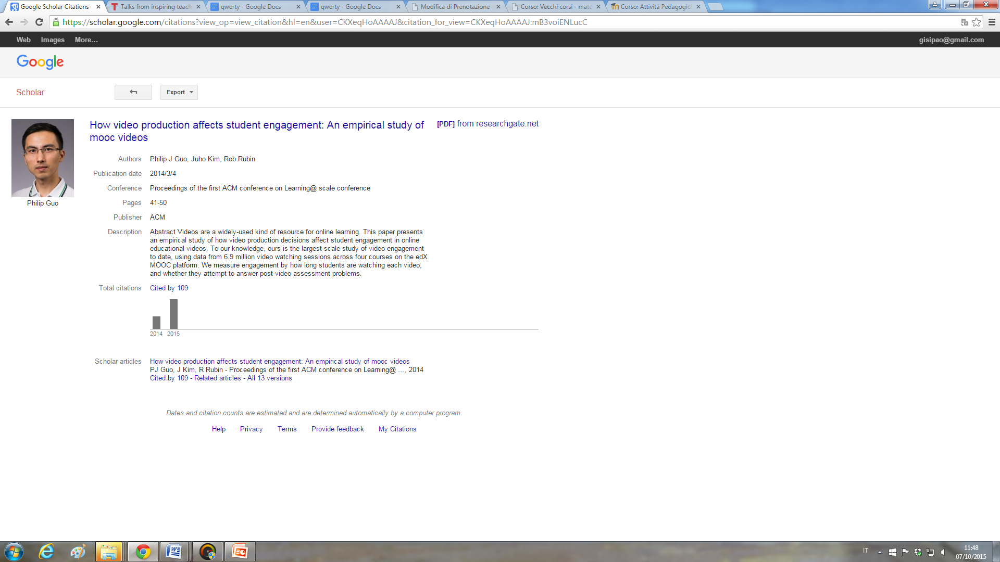 Google Scholar Citations
Talks from inspiring teach
qwerty - Google Docs
qwerty - Google Docs
Modifica di Prenotazione
Corso: Vecchi corsi - mate
Corso: Attività Pedagogich
https://scholar.google.com/citations?view_op=view_citation&hl=en&user=CKXeqHoAAAAJ&citation_for_view=CKXeqHoAAAAJ:mB3voiENLucC
Web Images More... gisipao@gmail.com
Google
Scholar Export
How video production affects student engagement: An empirical study of
mooc videos
[PDF] from researchgate.net
Philip Guo
Authors Philip J Guo, Juho Kim, Rob Rubin
Publication date 2014/3/4
Conference Proceedings of the first ACM conference on Learning@ scale conference
Pages 41-50
Publisher ACM
Description Abstract Videos are a widely-used kind of resource for online learning. This paper presents
an empirical study of how video production decisions affect student engagement in online
educational videos. To our knowledge, ours is the largest-scale study of video engagement
to date, using data from 6.9 million video watching sessions across four courses on the edX
MOOC platform. We measure engagement by how long students are watching each video,
and whether they attempt to answer post-video assessment problems.
Total citations Cited by 109
2014 2015
Scholar articles How video production affects student engagement: An empirical study of mooc videos
PJ Guo, J Kim, R Rubin - Proceedings of the first ACM conference on Learning@ ..., 2014
Cited by 109 - Related articles - All 13 versions
Dates and citation counts are estimated and are determined automatically by a computer program.
Help Privacy Terms Provide feedback My Citations
IT
11:48
07/10/2015